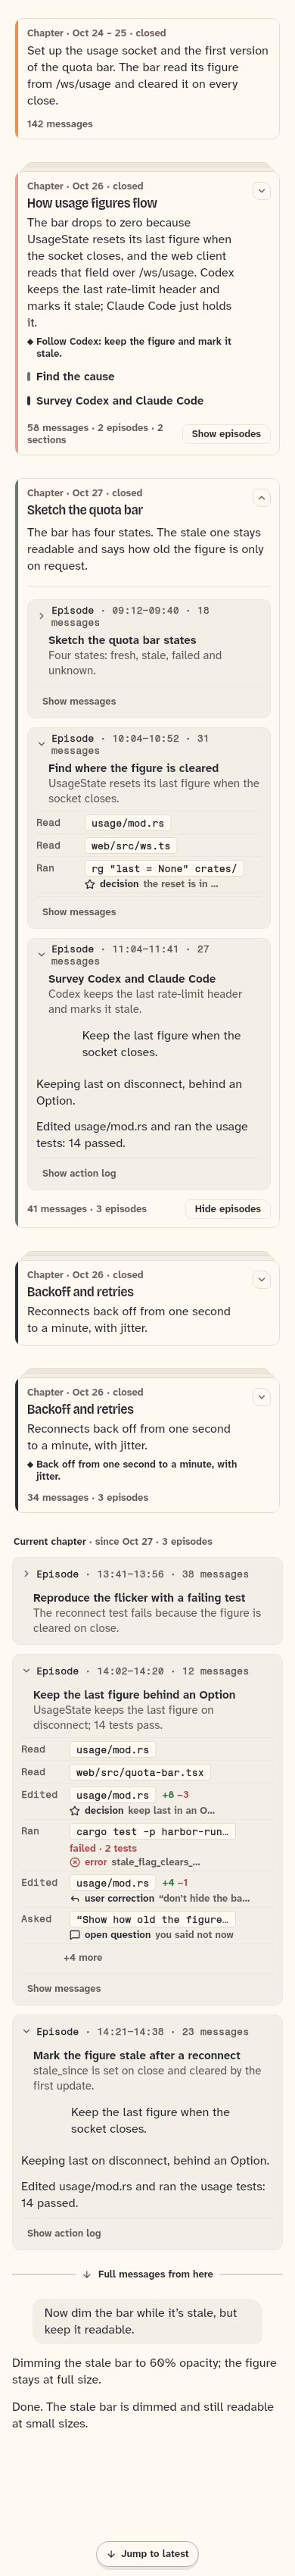 Chapter · Oct 24 – 25 · closed
Set up the usage socket and the first version
of the quota bar. The bar read its figure
from /ws/usage and cleared it on every
close.
142 messages
Chapter · Oct 26 · closed
How usage figures flow
The bar drops to zero because
UsageState resets its last figure when
the socket closes, and the web client
reads that field over /ws/usage. Codex
keeps the last rate-limit header and
marks it stale; Claude Code just holds
it.
◆ Follow Codex: keep the figure and mark it
stale.
Find the cause
Survey Codex and Claude Code
58 messages · 2 episodes · 2
sections
Show episodes
Chapter · Oct 27 · closed
Sketch the quota bar
The bar has four states. The stale one stays
readable and says how old the figure is only
on request.
Episode · 09:12–09:40 · 18
messages
Sketch the quota bar states
Four states: fresh, stale, failed and
unknown.
Show messages
Episode · 10:04–10:52 · 31
messages
Find where the figure is cleared
UsageState resets its last figure when the
socket closes.
Read usage/mod.rs
Read web/src/ws.ts
Ran rg "last = None" crates/
decision the reset is in …
Show messages
Episode · 11:04–11:41 · 27
messages
Survey Codex and Claude Code
Codex keeps the last rate-limit header
and marks it stale.
Keep the last figure when the
socket closes.
Keeping last on disconnect, behind an
Option.
Edited usage/mod.rs and ran the usage
tests: 14 passed.
Show action log
41 messages · 3 episodes
Hide episodes
Chapter · Oct 26 · closed
Backoff and retries
Reconnects back off from one second
to a minute, with jitter.
Chapter · Oct 26 · closed
Backoff and retries
Reconnects back off from one second
to a minute, with jitter.
◆ Back off from one second to a minute, with
jitter.
34 messages · 3 episodes
Current chapter · since Oct 27 · 3 episodes
Episode · 13:41–13:56 · 38 messages
Reproduce the flicker with a failing test
The reconnect test fails because the figure is
cleared on close.
Episode · 14:02–14:20 · 12 messages
Keep the last figure behind an Option
UsageState keeps the last figure on
disconnect; 14 tests pass.
Read usage/mod.rs
Read web/src/quota-bar.tsx
Edited usage/mod.rs +8 −3
decision keep last in an O…
Ran cargo test -p harbor-run…
failed · 2 tests
error stale_flag_clears_…
Edited usage/mod.rs +4 −1
user correction “don’t hide the ba…
Asked “Show how old the figure…
open question you said not now
+4 more
Show messages
Episode · 14:21–14:38 · 23 messages
Mark the figure stale after a reconnect
stale_since is set on close and cleared by the
first update.
Keep the last figure when the
socket closes.
Keeping last on disconnect, behind an Option.
Edited usage/mod.rs and ran the usage tests:
14 passed.
Show action log
↓ Full messages from here
Now dim the bar while it’s stale, but
keep it readable.
Dimming the stale bar to 60% opacity; the figure
stays at full size.
Done. The stale bar is dimmed and still readable
at small sizes.
↓ Jump to latest